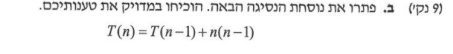 (9 נק') ב. פתרו את נוסחת הנסיגה הבאה. הוכיחו במדויק את טענותיכם.
T(n) = T(n−1) + n(n−1)